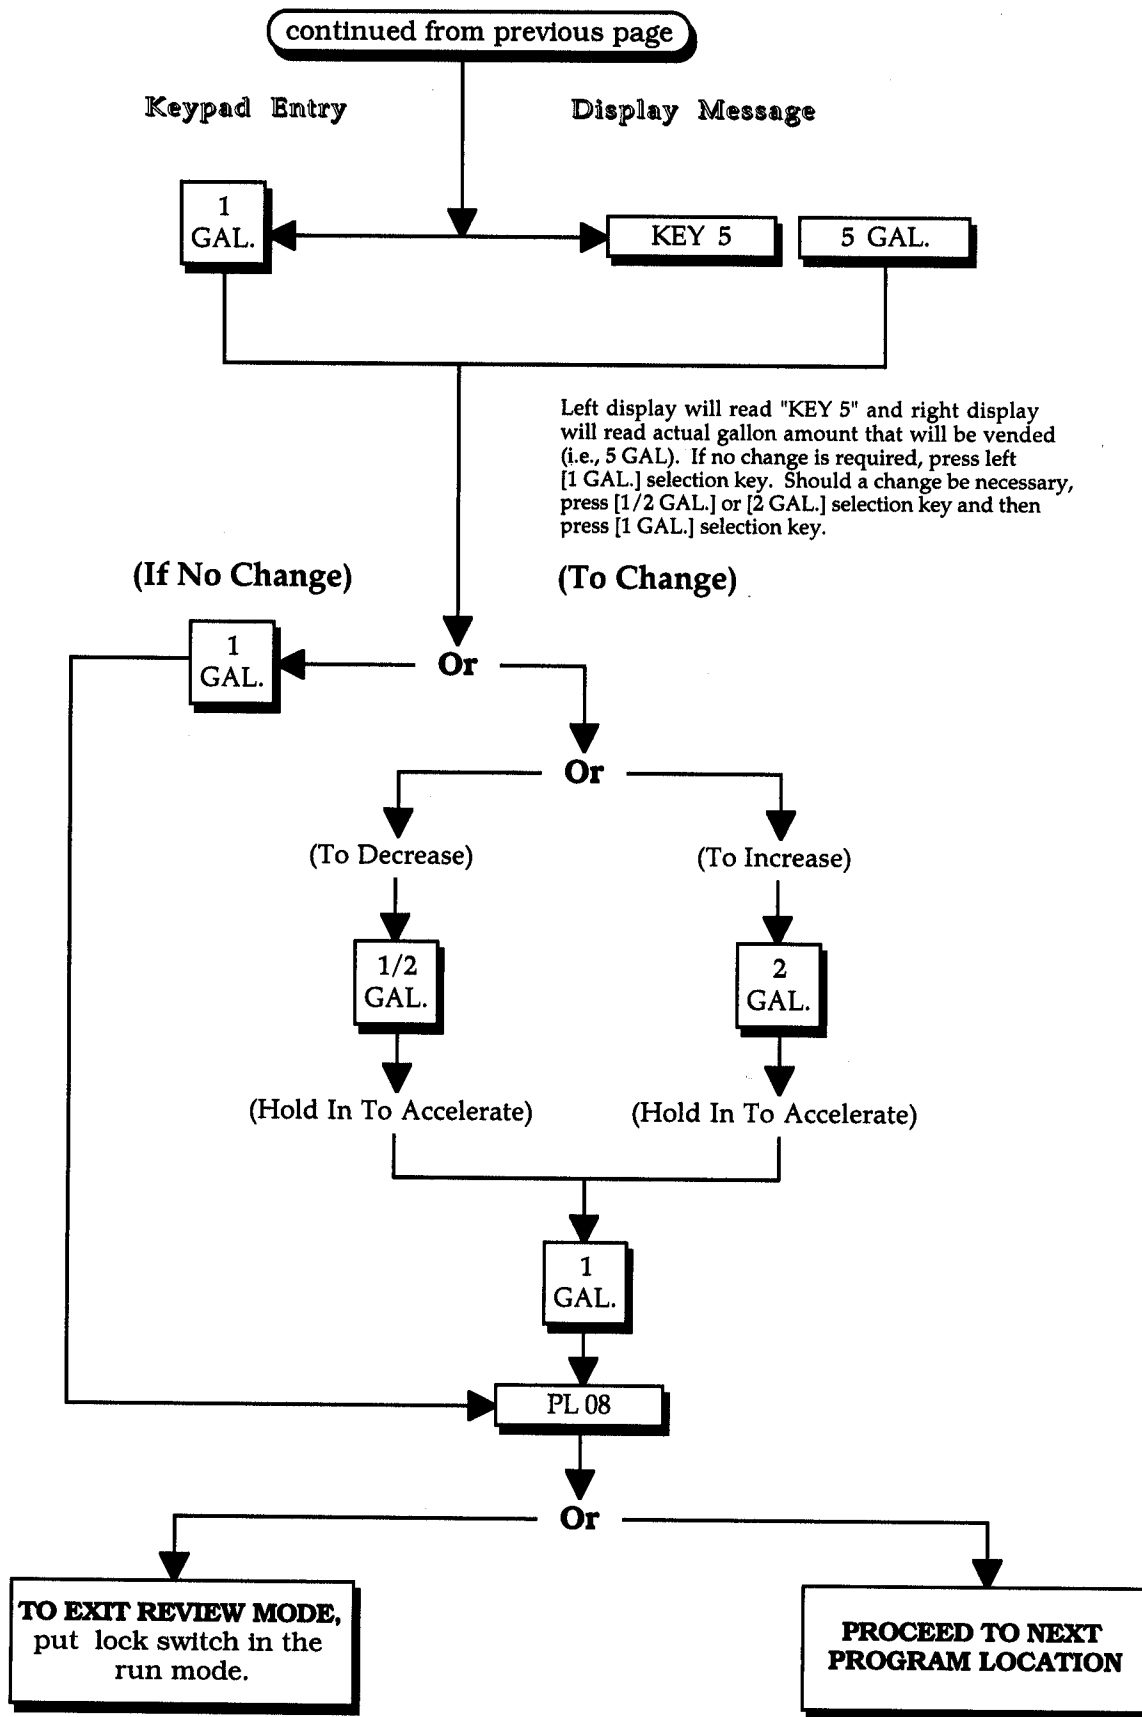 continued from previous page
Keypad Entry
Display Message
1
GAL.
KEY 5
5 GAL.
Left display will read "KEY 5" and right display
will read actual gallon amount that will be vended
(i.e., 5 GAL). If no change is required, press left
[1 GAL.] selection key. Should a change be necessary,
press [1/2 GAL.] or [2 GAL.] selection key and then
press [1 GAL.] selection key.
(If No Change)
(To Change)
1
GAL.
Or
Or
(To Decrease)
(To Increase)
1/2
GAL.
2
GAL.
(Hold In To Accelerate)
(Hold In To Accelerate)
1
GAL.
PL 08
Or
TO EXIT REVIEW MODE,
put lock switch in the
run mode.
PROCEED TO NEXT
PROGRAM LOCATION